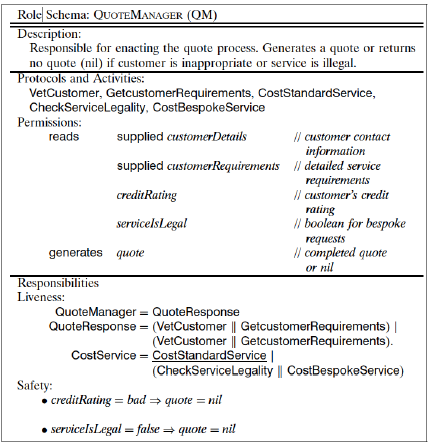 Role Schema: QUOTEMANAGER (QM)
Description:
Responsible for enacting the quote process. Generates a quote or returns
no quote (nil) if customer is inappropriate or service is illegal.
Protocols and Activities:
VetCustomer, GetcustomerRequirements, CostStandardService,
CheckServiceLegality, CostBespokeService
Permissions:
reads supplied customerDetails // customer contact
information
supplied customerRequirements // detailed service
requirements
creditRating // customer's credit
rating
serviceIsLegal // boolean for bespoke
requests
generates quote // completed quote
or nil
Responsibilities
Liveness:
QuoteManager = QuoteResponse
QuoteResponse = (VetCustomer || GetcustomerRequirements) |
(VetCustomer || GetcustomerRequirements).
CostService = CostStandardService |
(CheckServiceLegality || CostBespokeService)
Safety:
• creditRating = bad ⇒ quote = nil
• serviceIsLegal = false ⇒ quote = nil